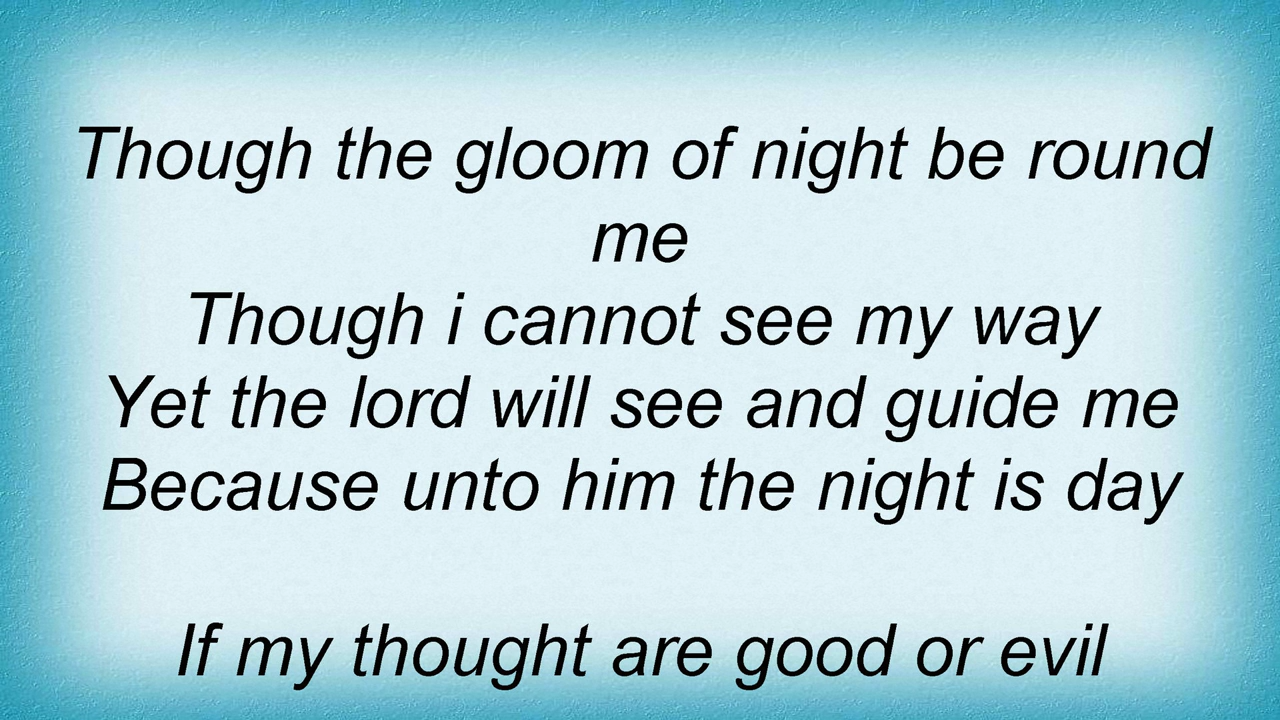 Though the gloom of night be round
me
Though i cannot see my way
Yet the lord will see and guide me
Because unto him the night is day
If my thought are good or evil